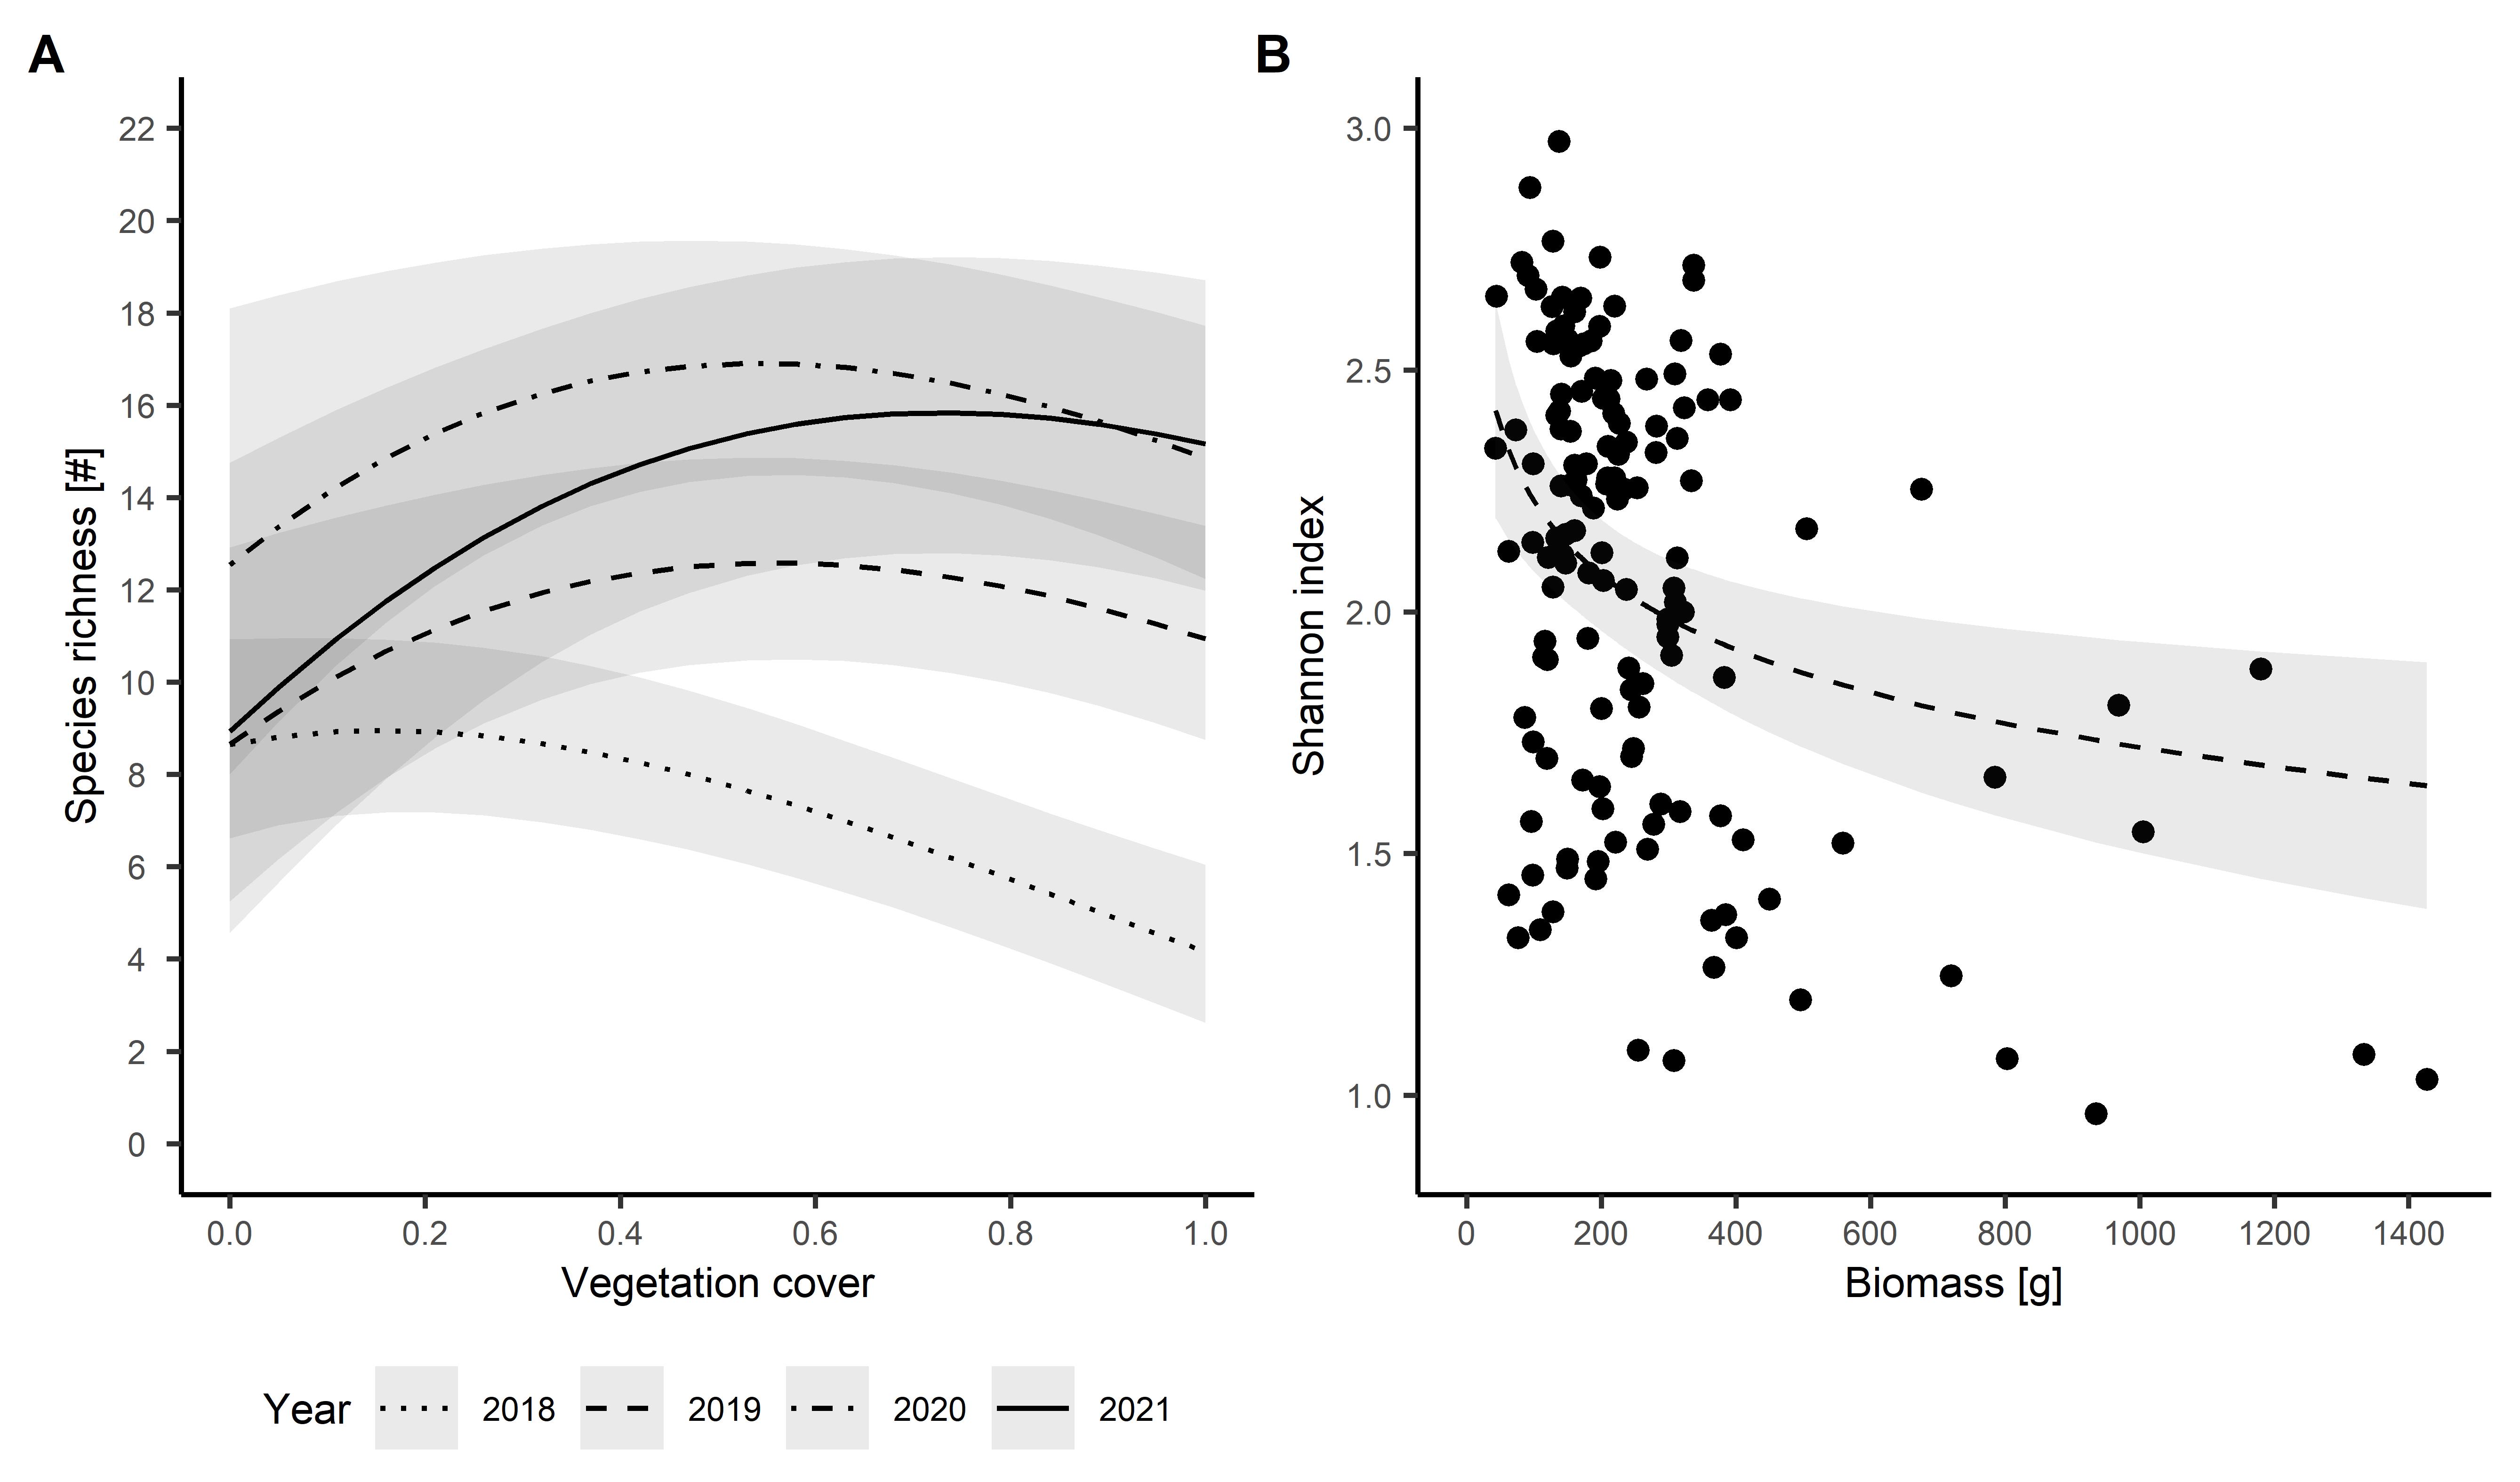 A
B
22
20
18
16
14
12
10
8
6
4
2
0
Species richness [#]
0.0 0.2 0.4 0.6 0.8 1.0
Vegetation cover
3.0
2.5
2.0
1.5
1.0
Shannon index
0 200 400 600 800 1000 1200 1400
Biomass [g]
Year 2018 2019 2020 2021